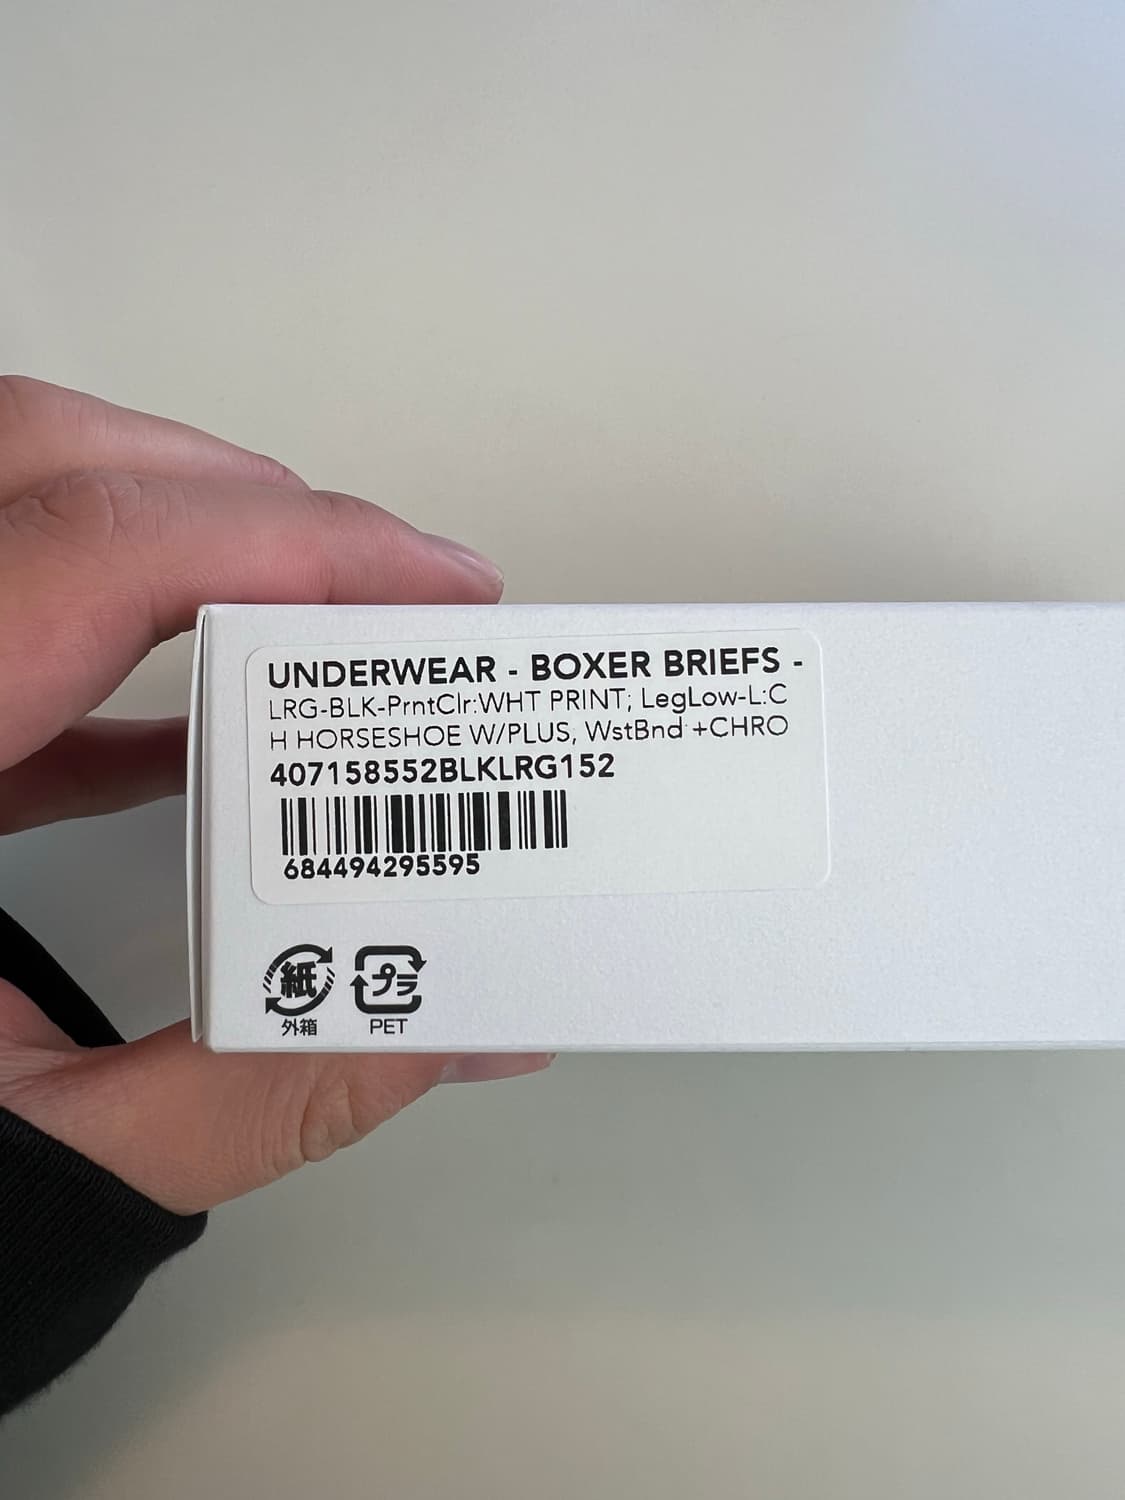 UNDERWEAR - BOXER BRIEFS -
LRG-BLK-PrntClr:WHT PRINT; LegLow-L:C
H HORSESHOE W/PLUS, WstBnd +CHRO
407158552BLKLRG152
684494295595
紙 プラ
外箱 PET